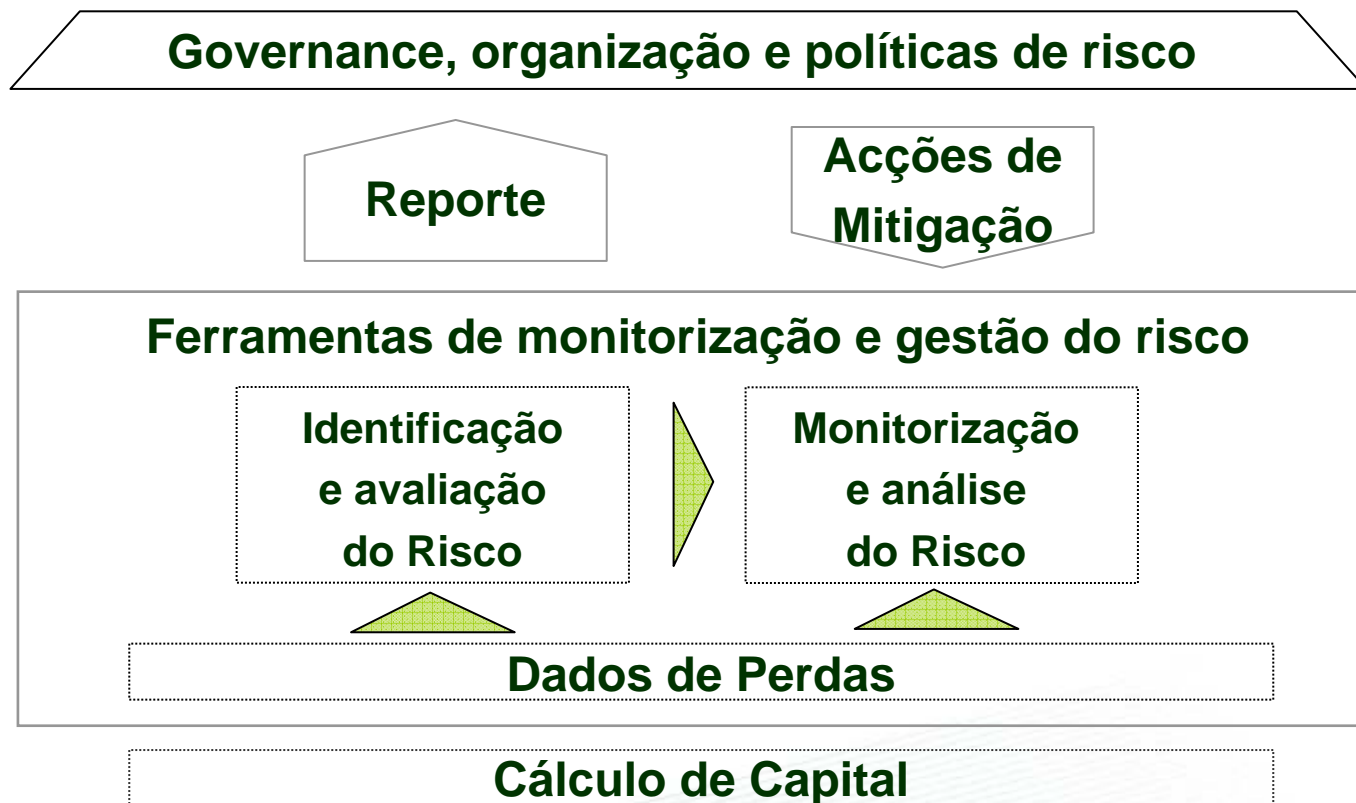 Governance, organização e políticas de risco
Reporte
Acções de
Mitigação
Ferramentas de monitorização e gestão do risco
Identificação
e avaliação
do Risco
Monitorização
e análise
do Risco
Dados de Perdas
Cálculo de Capital